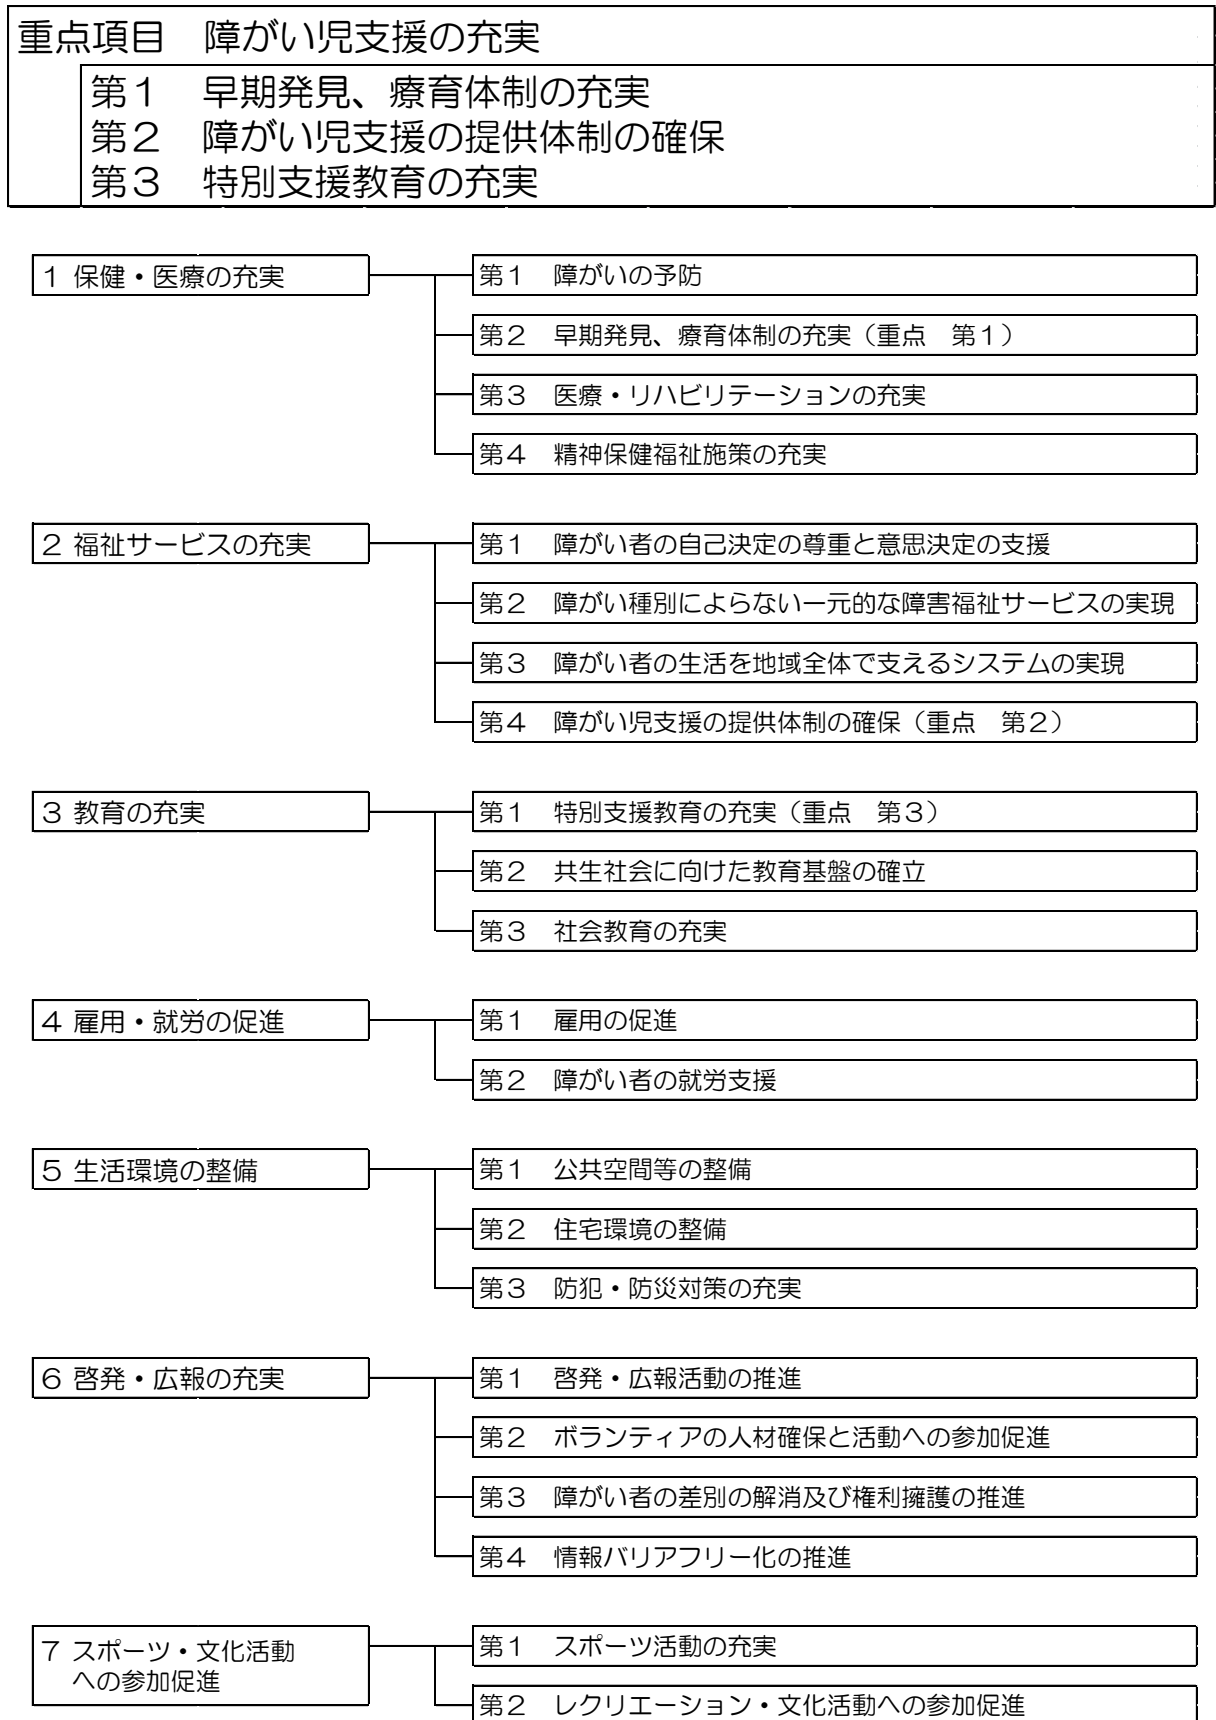 重点項目　障がい児支援の充実
第１　早期発見、療育体制の充実
第２　障がい児支援の提供体制の確保
第３　特別支援教育の充実
１ 保健・医療の充実
第１　障がいの予防
第２　早期発見、療育体制の充実（重点　第１）
第３　医療・リハビリテーションの充実
第４　精神保健福祉施策の充実
２ 福祉サービスの充実
第１　障がい者の自己決定の尊重と意思決定の支援
第２　障がい種別によらない一元的な障害福祉サービスの実現
第３　障がい者の生活を地域全体で支えるシステムの実現
第４　障がい児支援の提供体制の確保（重点　第２）
３ 教育の充実
第１　特別支援教育の充実（重点　第３）
第２　共生社会に向けた教育基盤の確立
第３　社会教育の充実
４ 雇用・就労の促進
第１　雇用の促進
第２　障がい者の就労支援
５ 生活環境の整備
第１　公共空間等の整備
第２　住宅環境の整備
第３　防犯・防災対策の充実
６ 啓発・広報の充実
第１　啓発・広報活動の推進
第２　ボランティアの人材確保と活動への参加促進
第３　障がい者の差別の解消及び権利擁護の推進
第４　情報バリアフリー化の推進
７ スポーツ・文化活動
への参加促進
第１　スポーツ活動の充実
第２　レクリエーション・文化活動への参加促進